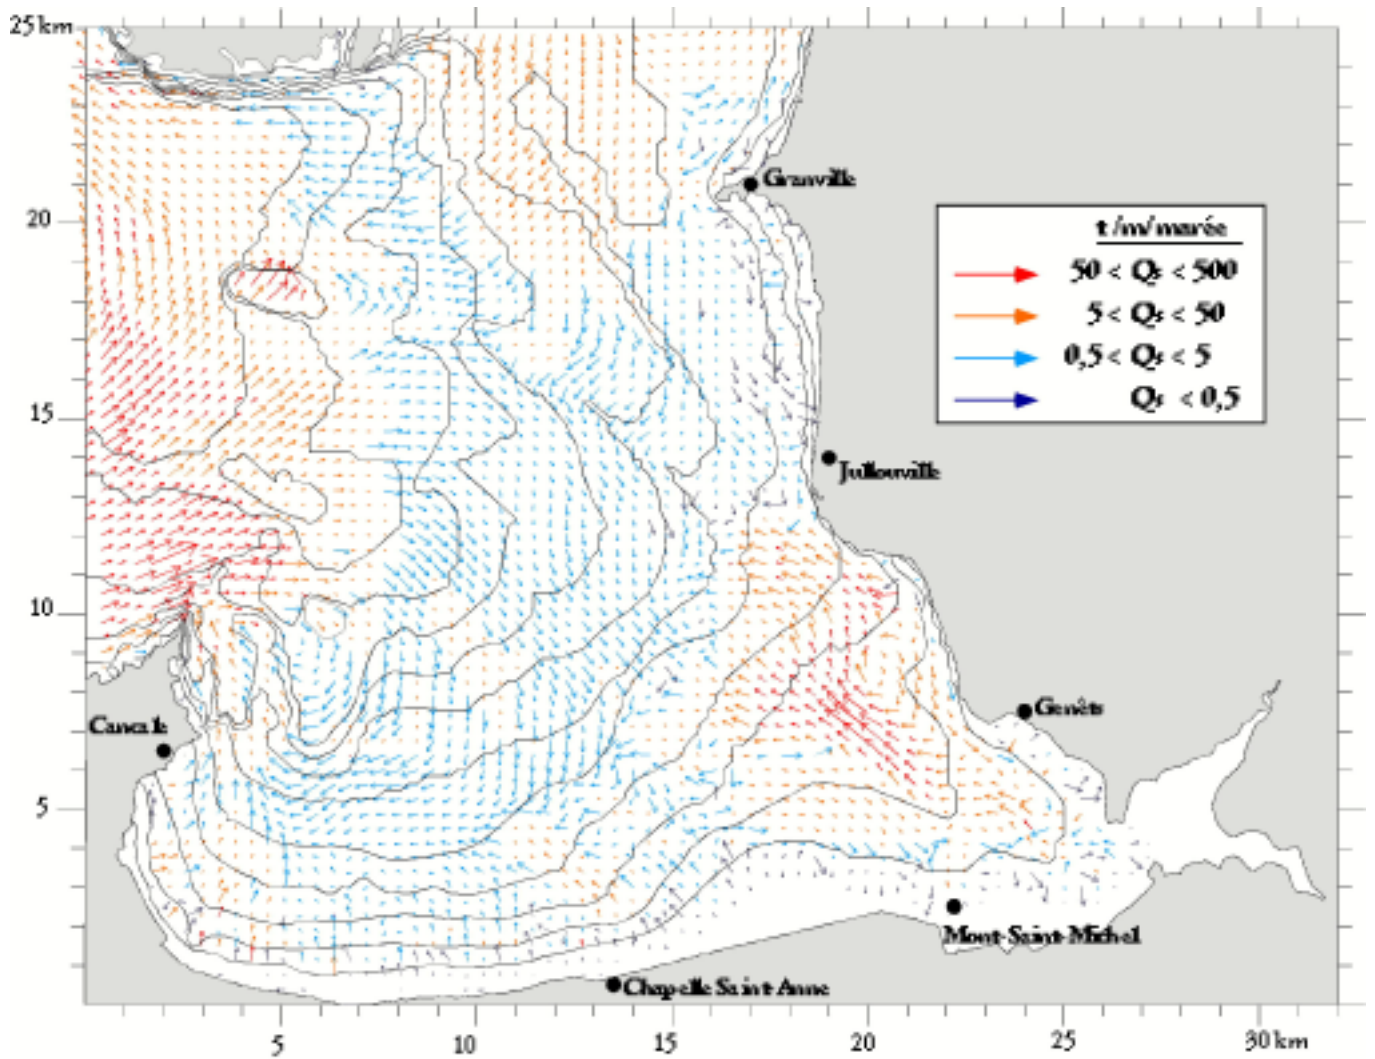 25 km
Granville
20
t/m/marée
50 < Qs < 500
5 < Qs < 50
0,5 < Qs < 5
Qs < 0,5
15
Jullouville
10
Genêts
Cancale
5
Mont-Saint-Michel
Chapelle Saint-Anne
5
10
15
20
25
30 km